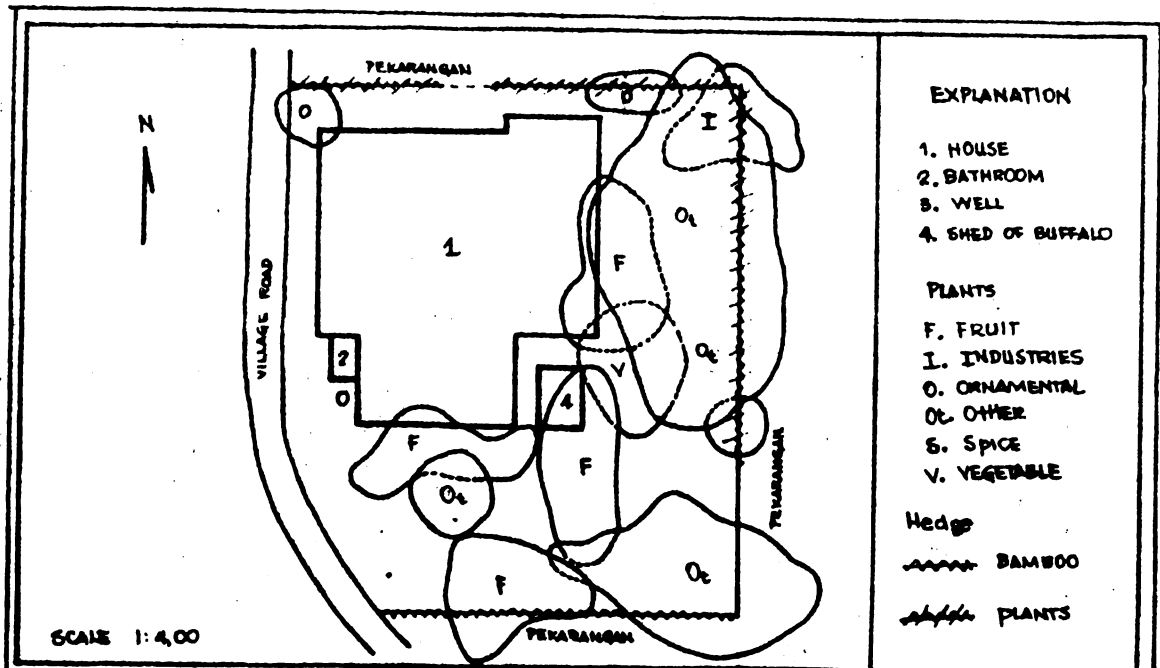 PEKARANGAN
N
O
D
I
Ot
1
F
VILLAGE ROAD
2
O
Ot
V
4
F
F
Ot
PEKARANGAN
F
Ot
SCALE 1:4,00
PEKARANGAN
EXPLANATION
1. HOUSE
2. BATHROOM
3. WELL
4. SHED OF BUFFALO
PLANTS
F. FRUIT
I. INDUSTRIES
O. ORNAMENTAL
Ot OTHER
S. SPICE
V. VEGETABLE
Hedge
BAMBOO
PLANTS